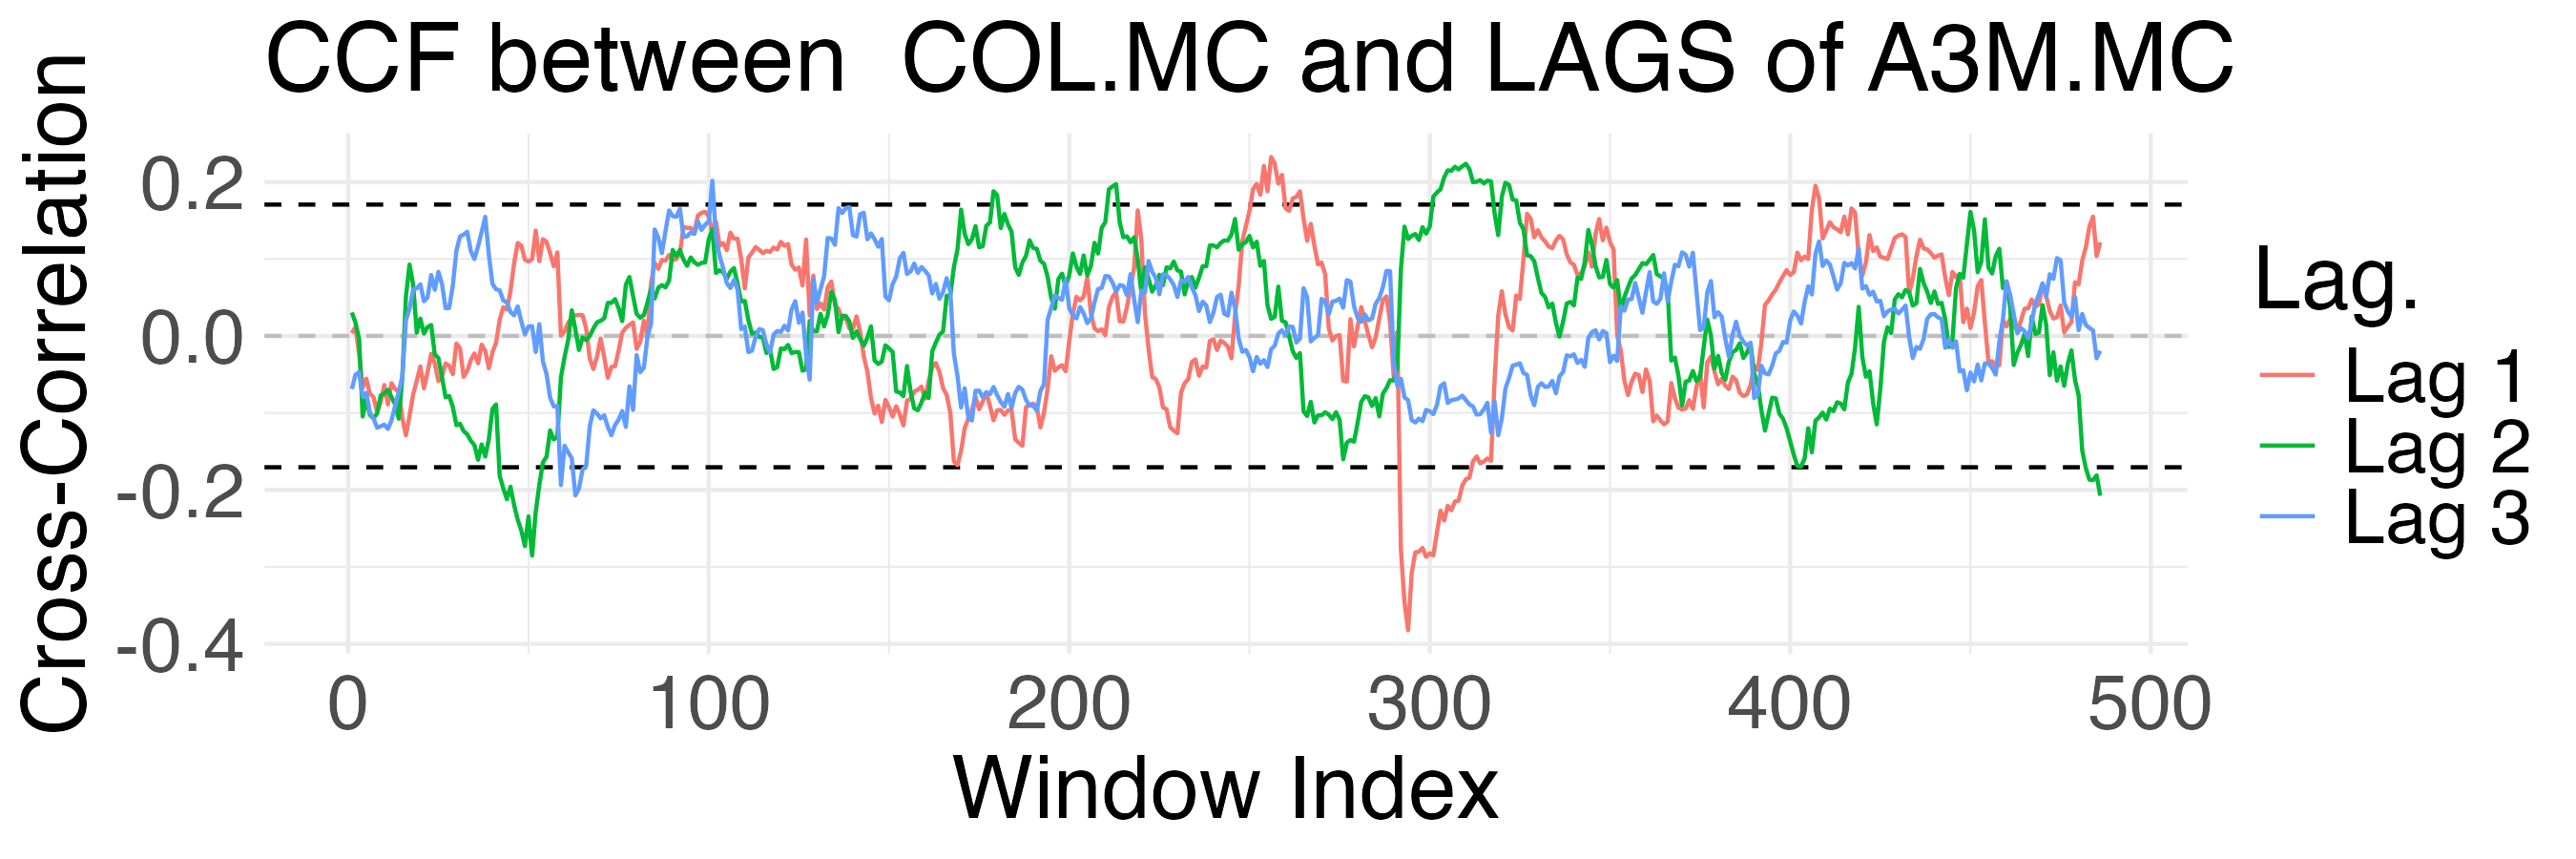 CCF between  COL.MC and LAGS of A3M.MC
Cross-Correlation
0.2
0.0
-0.2
-0.4
0 100 200 300 400 500
Window Index
Lag.
Lag 1
Lag 2
Lag 3